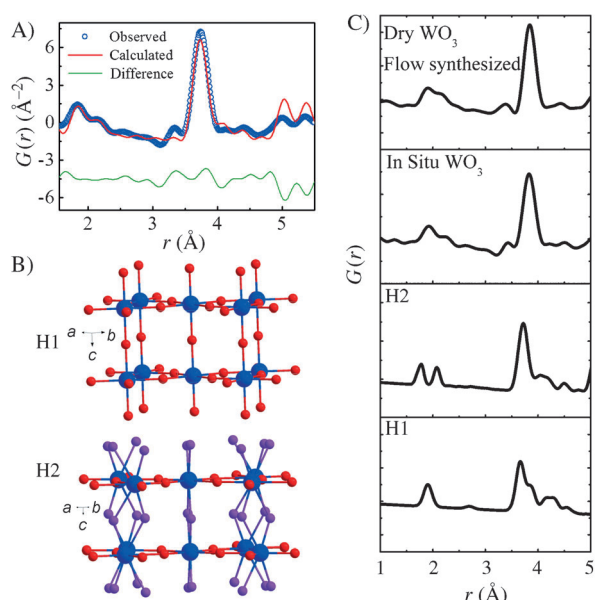 A)
Observed
Calculated
Difference
G(r) (Å⁻²)
6
3
0
-3
-6
2
3
4
5
r (Å)
B)
H1
a
b
c
H2
a
b
c
C)
Dry WO₃
Flow synthesized
In Situ WO₃
H2
H1
G(r)
1
2
3
4
5
r (Å)